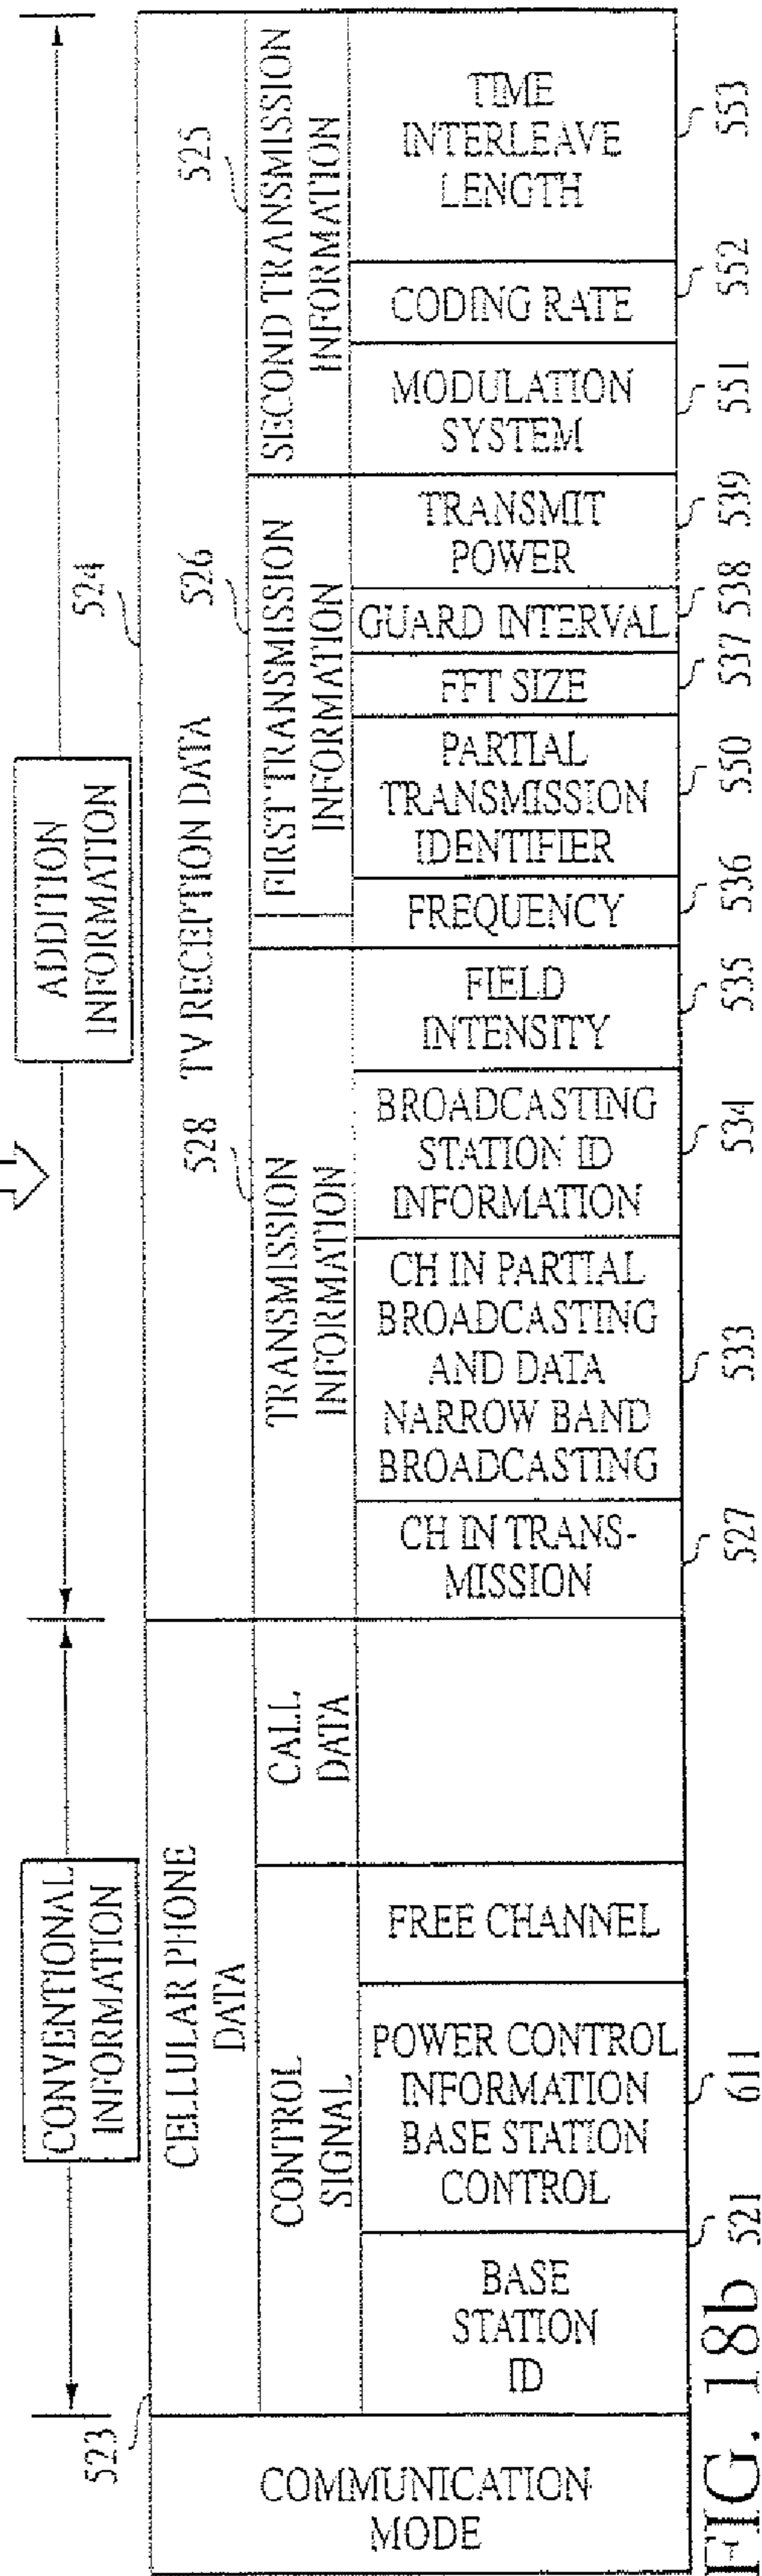 CONVENTIONAL
INFORMATION
ADDITION
INFORMATION
523
524
COMMUNICATION
MODE
CELLULAR PHONE
DATA
TV RECEPTION DATA
528
526
525
CONTROL
SIGNAL
CALL
DATA
TRANSMISSION
INFORMATION
FIRST TRANSMISSION
INFORMATION
SECOND TRANSMISSION
INFORMATION
BASE
STATION
ID
POWER CONTROL
INFORMATION
BASE STATION
CONTROL
FREE CHANNEL
CH IN TRANS-
MISSION
CH IN PARTIAL
BROADCASTING
AND DATA
NARROW BAND
BROADCASTING
BROADCASTING
STATION ID
INFORMATION
FIELD
INTENSITY
FREQUENCY
PARTIAL
TRANSMISSION
IDENTIFIER
FFT SIZE
GUARD INTERVAL
TRANSMIT
POWER
MODULATION
SYSTEM
CODING RATE
TIME
INTERLEAVE
LENGTH
521
611
527
533
534
535
536
550
537
538
539
551
552
553
FIG. 18b